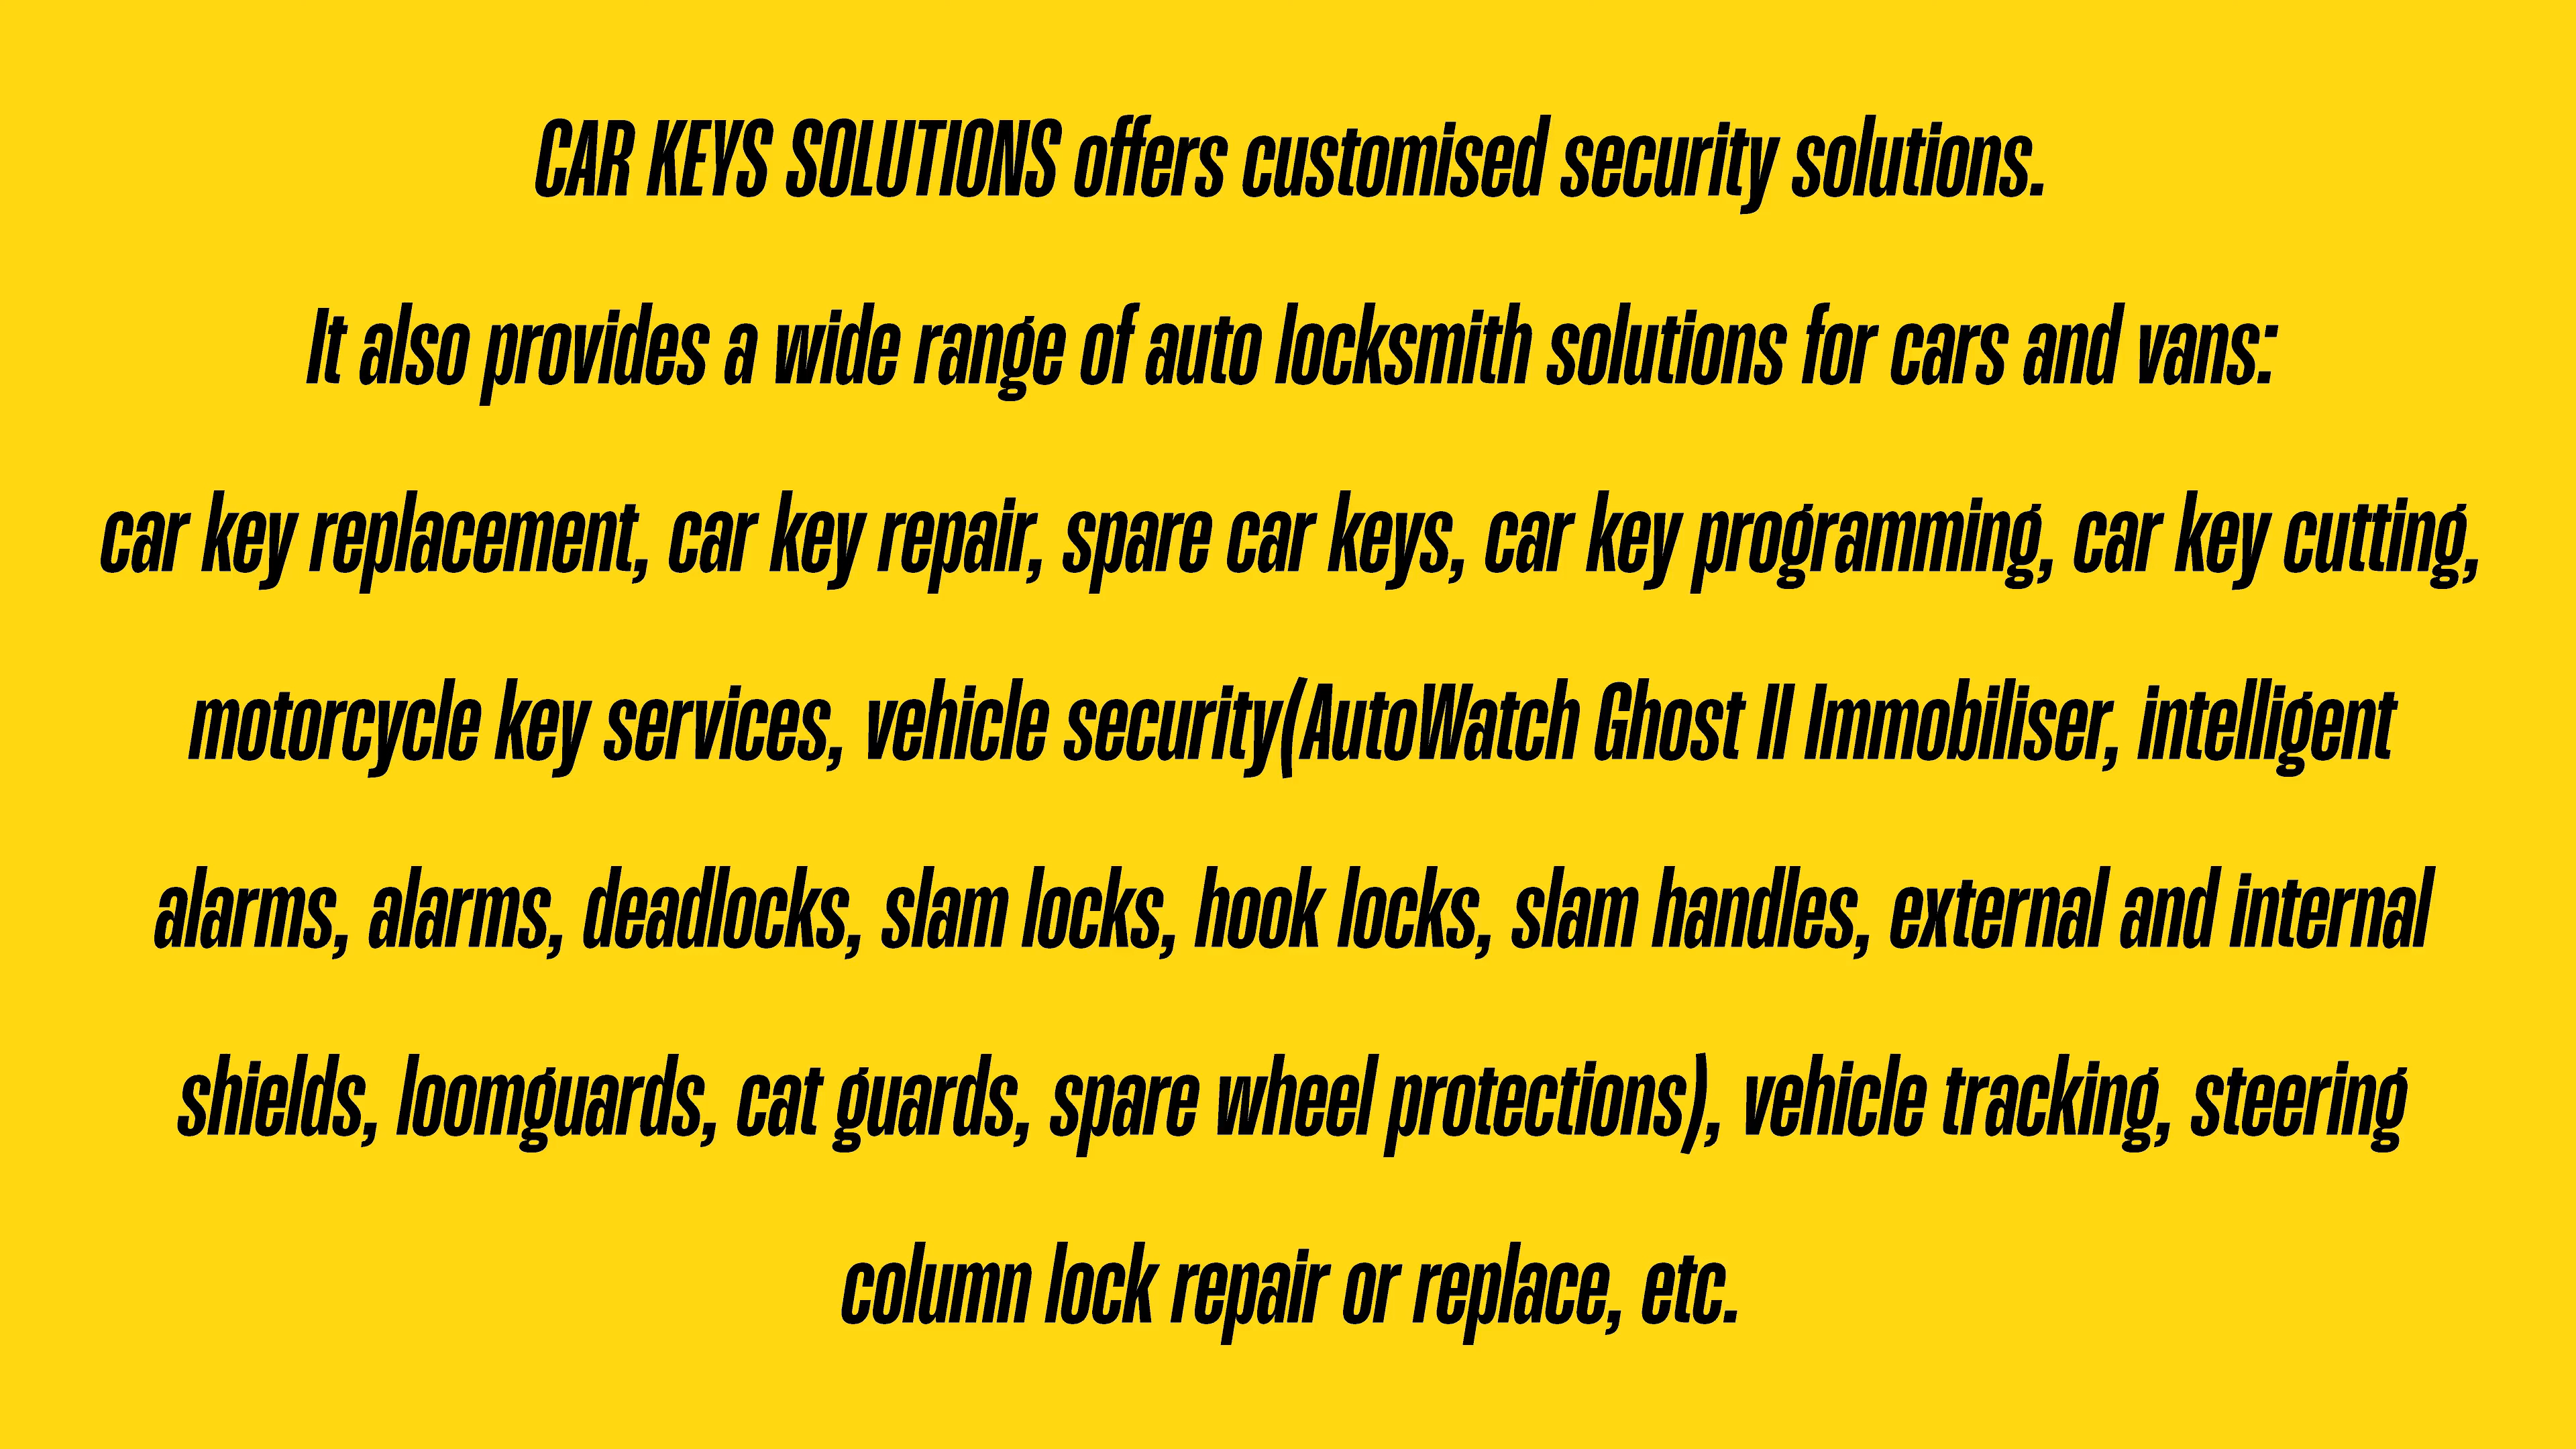 CAR KEYS SOLUTIONS offers customised security solutions.
It also provides a wide range of auto locksmith solutions for cars and vans:
car key replacement, car key repair, spare car keys, car key programming, car key cutting,
motorcycle key services, vehicle security(AutoWatch Ghost II Immobiliser, intelligent
alarms, alarms, deadlocks, slam locks, hook locks, slam handles, external and internal
shields, loomguards, cat guards, spare wheel protections), vehicle tracking, steering
column lock repair or replace, etc.